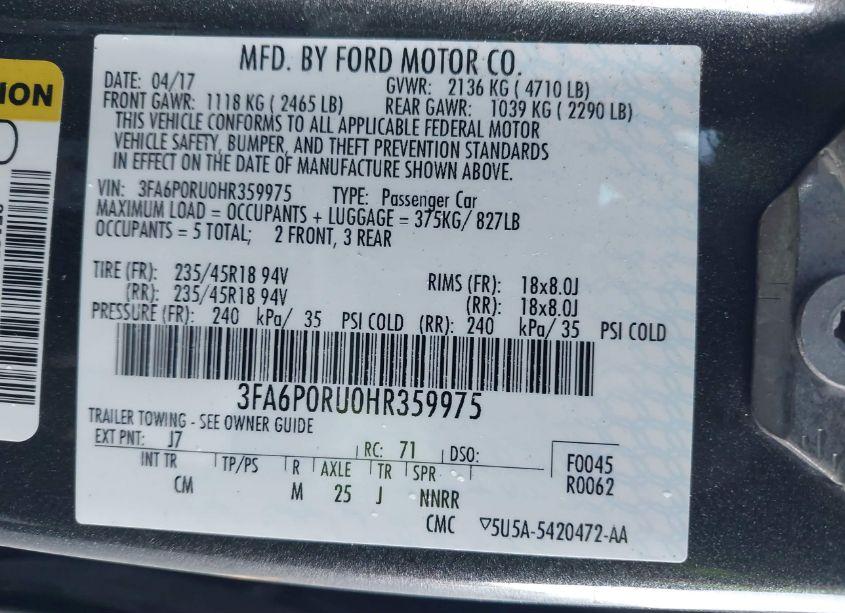 ION
MFD. BY FORD MOTOR CO.
DATE: 04/17 GVWR: 2136 KG ( 4710 LB)
FRONT GAWR: 1118 KG ( 2465 LB) REAR GAWR: 1039 KG ( 2290 LB)
THIS VEHICLE CONFORMS TO ALL APPLICABLE FEDERAL MOTOR
VEHICLE SAFETY, BUMPER, AND THEFT PREVENTION STANDARDS
IN EFFECT ON THE DATE OF MANUFACTURE SHOWN ABOVE.
VIN: 3FA6P0RU0HR359975 TYPE: Passenger Car
MAXIMUM LOAD = OCCUPANTS + LUGGAGE = 375KG/ 827LB
OCCUPANTS = 5 TOTAL; 2 FRONT, 3 REAR
TIRE (FR): 235/45R18 94V RIMS (FR): 18x8.0J
(RR): 235/45R18 94V (RR): 18x8.0J
PRESSURE (FR): 240 kPa/ 35 PSI COLD (RR): 240 kPa/ 35 PSI COLD
3FA6P0RU0HR359975
TRAILER TOWING - SEE OWNER GUIDE
EXT PNT: J7 RC: 71 DSO:
INT TR TP/PS R AXLE TR SPR F0045
CM M 25 J NNRR R0062
CMC ▽5U5A-5420472-AA